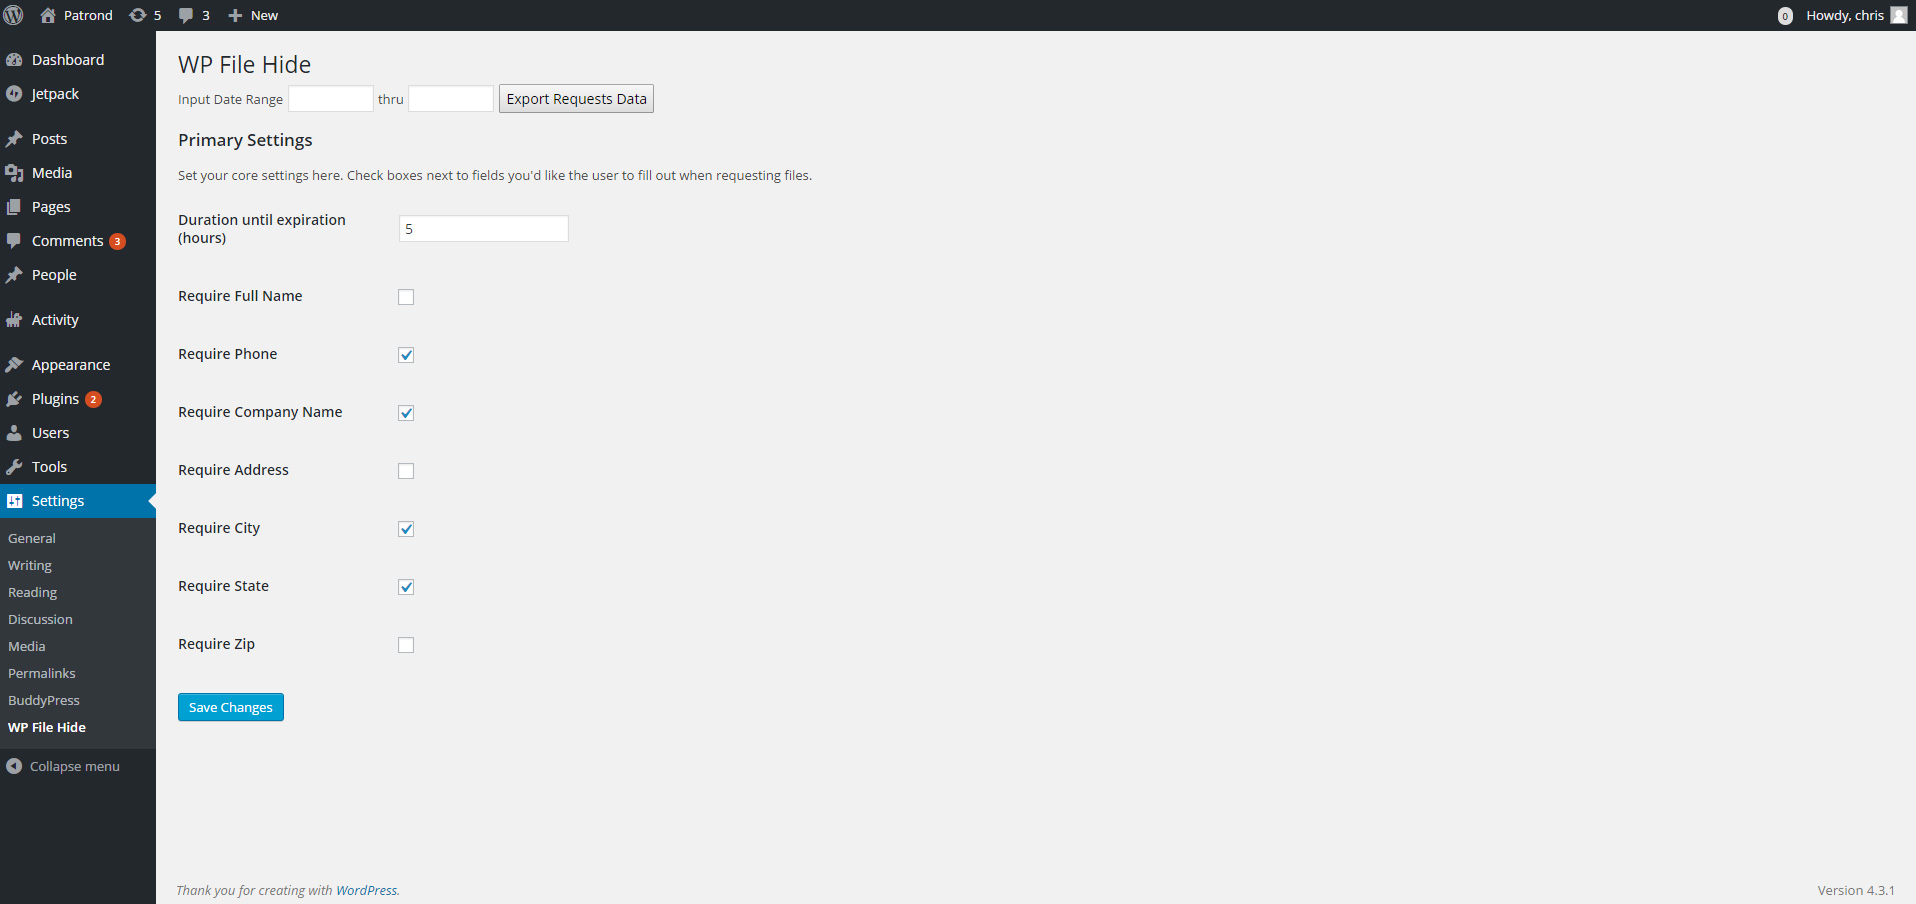 Patrond 5 3 New 0 Howdy, chris
Dashboard
Jetpack
Posts
Media
Pages
Comments 3
People
Activity
Appearance
Plugins 2
Users
Tools
Settings
General
Writing
Reading
Discussion
Media
Permalinks
BuddyPress
WP File Hide
Collapse menu
WP File Hide
Input Date Range thru Export Requests Data
Primary Settings
Set your core settings here. Check boxes next to fields you'd like the user to fill out when requesting files.
Duration until expiration
(hours)
5
Require Full Name
Require Phone
Require Company Name
Require Address
Require City
Require State
Require Zip
Save Changes
Thank you for creating with WordPress. Version 4.3.1